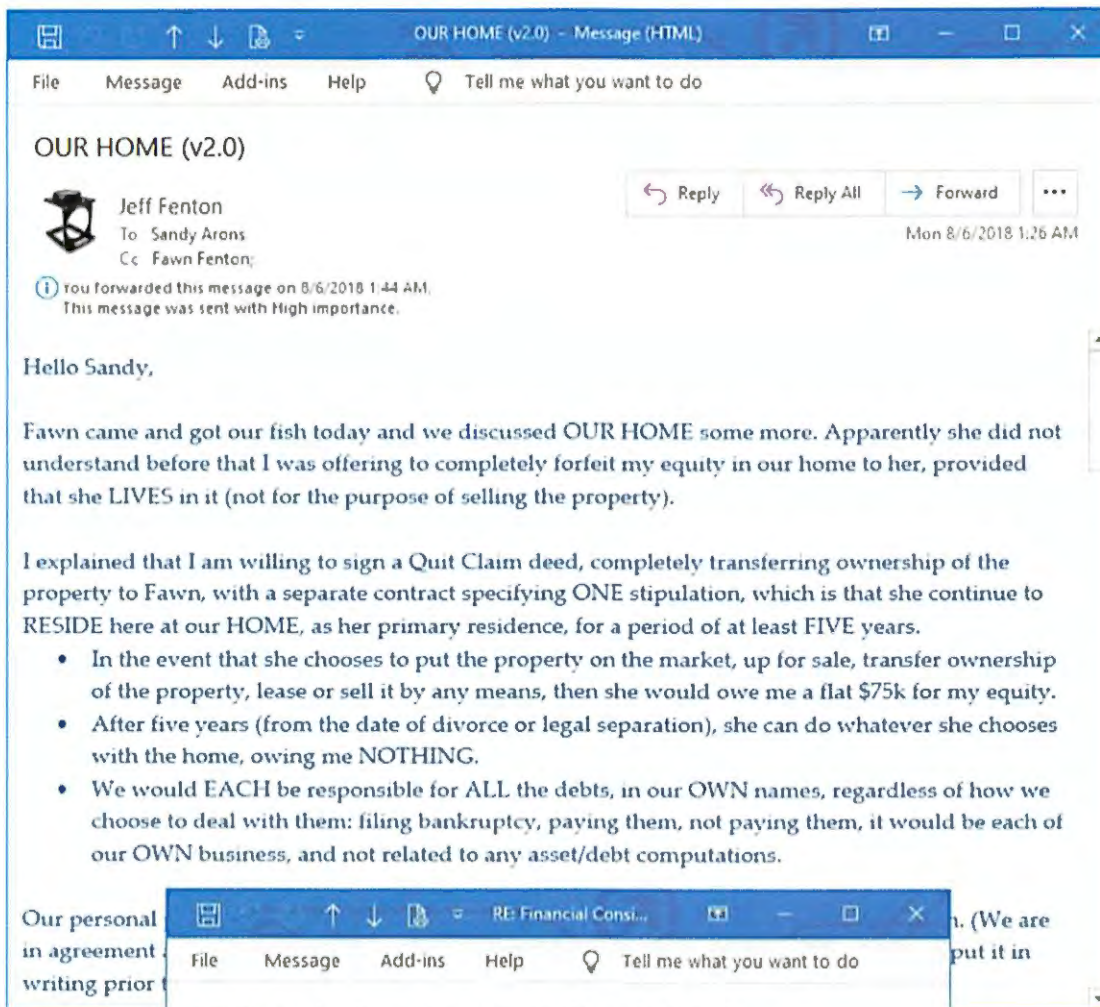 OUR HOME (v2.0) - Message (HTML)
File Message Add-ins Help Tell me what you want to do
OUR HOME (v2.0)
Jeff Fenton
To Sandy Arons
Cc Fawn Fenton;
Reply Reply All Forward ...
Mon 8/6/2018 1:26 AM
You forwarded this message on 8/6/2018 1:44 AM.
This message was sent with High importance.
Hello Sandy,
Fawn came and got our fish today and we discussed OUR HOME some more. Apparently she did not
understand before that I was offering to completely forfeit my equity in our home to her, provided
that she LIVES in it (not for the purpose of selling the property).
I explained that I am willing to sign a Quit Claim deed, completely transferring ownership of the
property to Fawn, with a separate contract specifying ONE stipulation, which is that she continue to
RESIDE here at our HOME, as her primary residence, for a period of at least FIVE years.
• In the event that she chooses to put the property on the market, up for sale, transfer ownership
of the property, lease or sell it by any means, then she would owe me a flat $75k for my equity.
• After five years (from the date of divorce or legal separation), she can do whatever she chooses
with the home, owing me NOTHING.
• We would EACH be responsible for ALL the debts, in our OWN names, regardless of how we
choose to deal with them: filing bankruptcy, paying them, not paying them, it would be each of
our OWN business, and not related to any asset/debt computations.
Our personal
(We are
in agreement
put it in
writing prior
RE: Financial Consi...
File Message Add-ins Help Tell me what you want to do